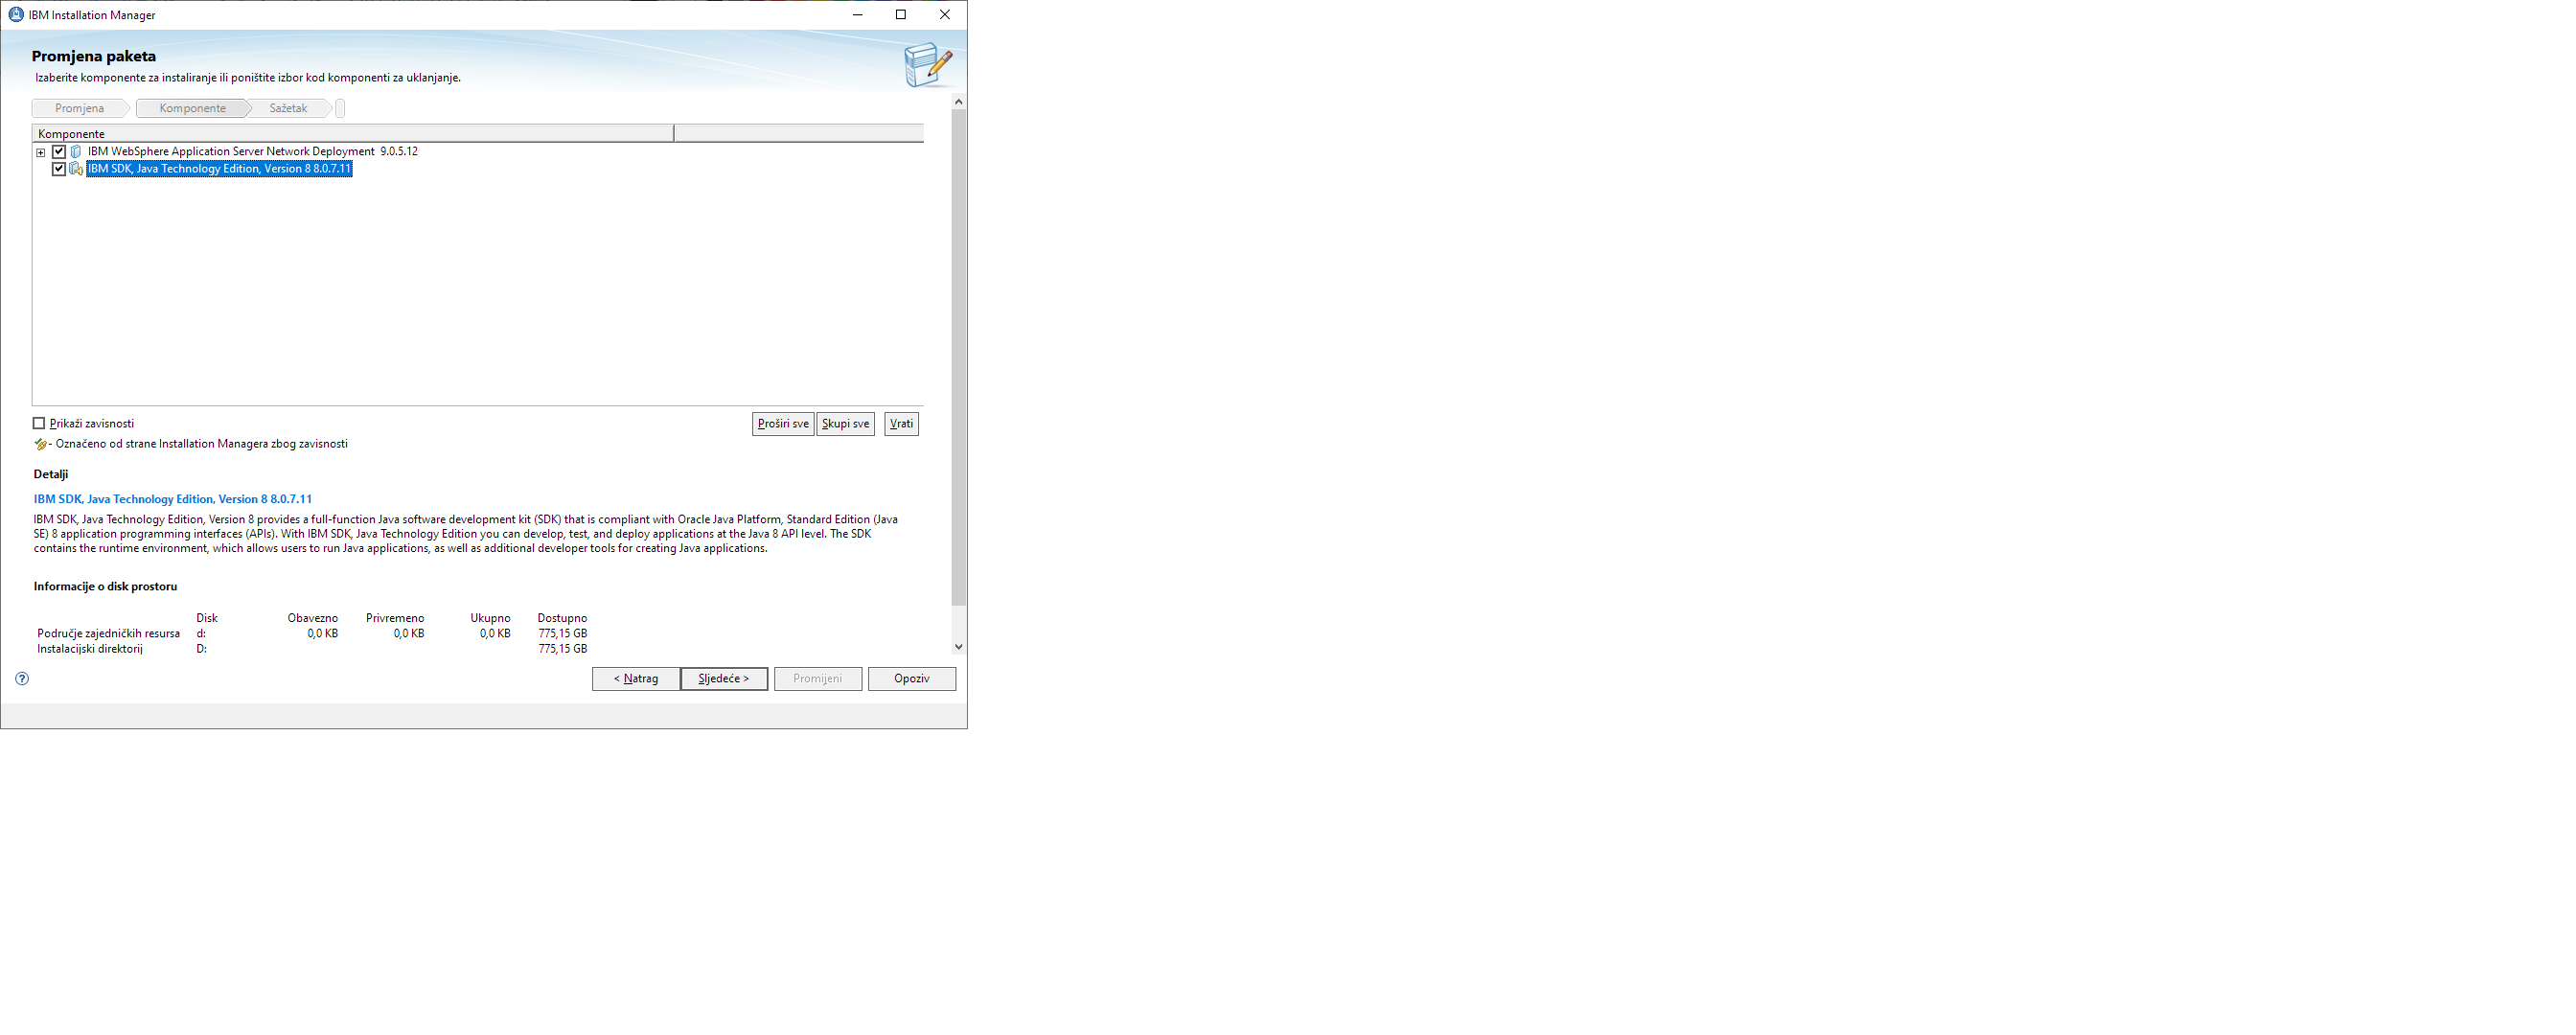 IBM Installation Manager
Promjena paketa
Izaberite komponente za instaliranje ili poništite izbor kod komponenti za uklanjanje.
Promjena
Komponente
Sažetak
Komponente
IBM WebSphere Application Server Network Deployment 9.0.5.12
IBM SDK, Java Technology Edition, Version 8 8.0.7.11
Prikaži zavisnosti
Proširi sve
Skupi sve
Vrati
- Označeno od strane Installation Managera zbog zavisnosti
Detalji
IBM SDK, Java Technology Edition, Version 8 8.0.7.11
IBM SDK, Java Technology Edition, Version 8 provides a full-function Java software development kit (SDK) that is compliant with Oracle Java Platform, Standard Edition (Java
SE) 8 application programming interfaces (APIs). With IBM SDK, Java Technology Edition you can develop, test, and deploy applications at the Java 8 API level. The SDK
contains the runtime environment, which allows users to run Java applications, as well as additional developer tools for creating Java applications.
Informacije o disk prostoru
Disk Obavezno Privremeno Ukupno Dostupno
Područje zajedničkih resursa d: 0,0 KB 0,0 KB 0,0 KB 775,15 GB
Instalacijski direktorij D: 775,15 GB
?
< Natrag
Sljedeće >
Promijeni
Opoziv